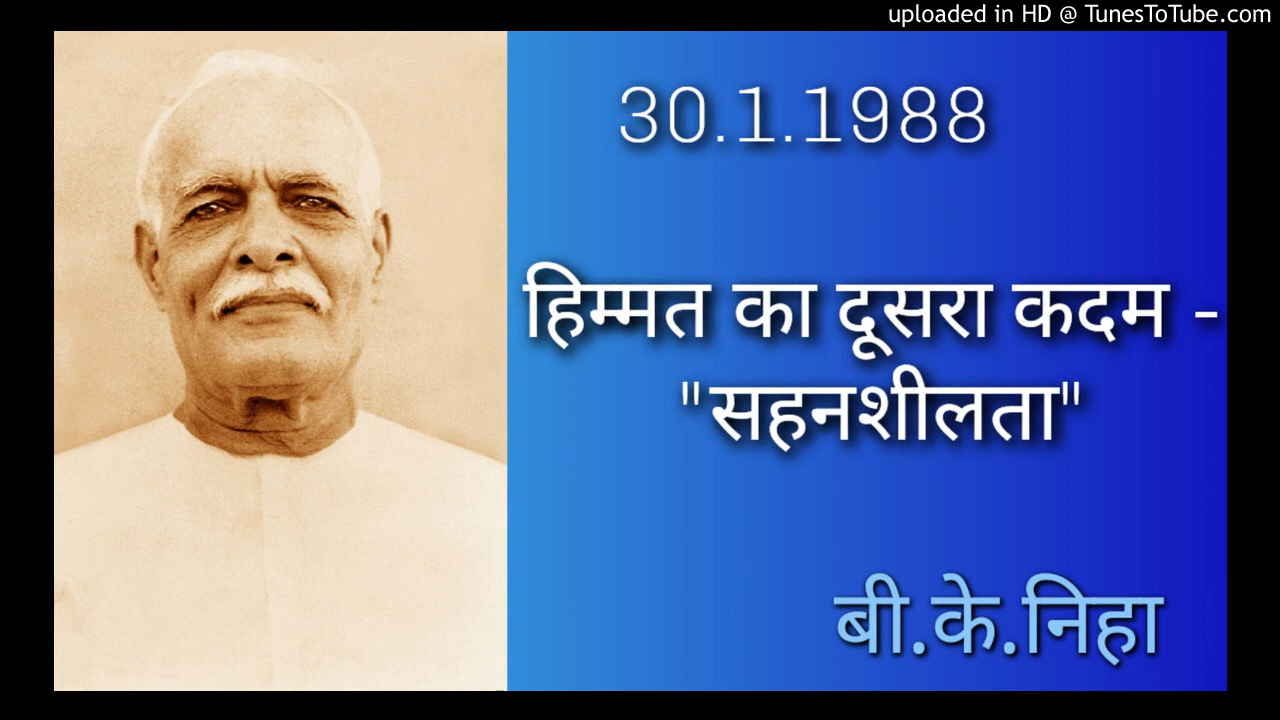 uploaded in HD @ TunesToTube.com
30.1.1988
हिम्मत का दूसरा कदम -
"सहनशीलता"
बी.के.निहा